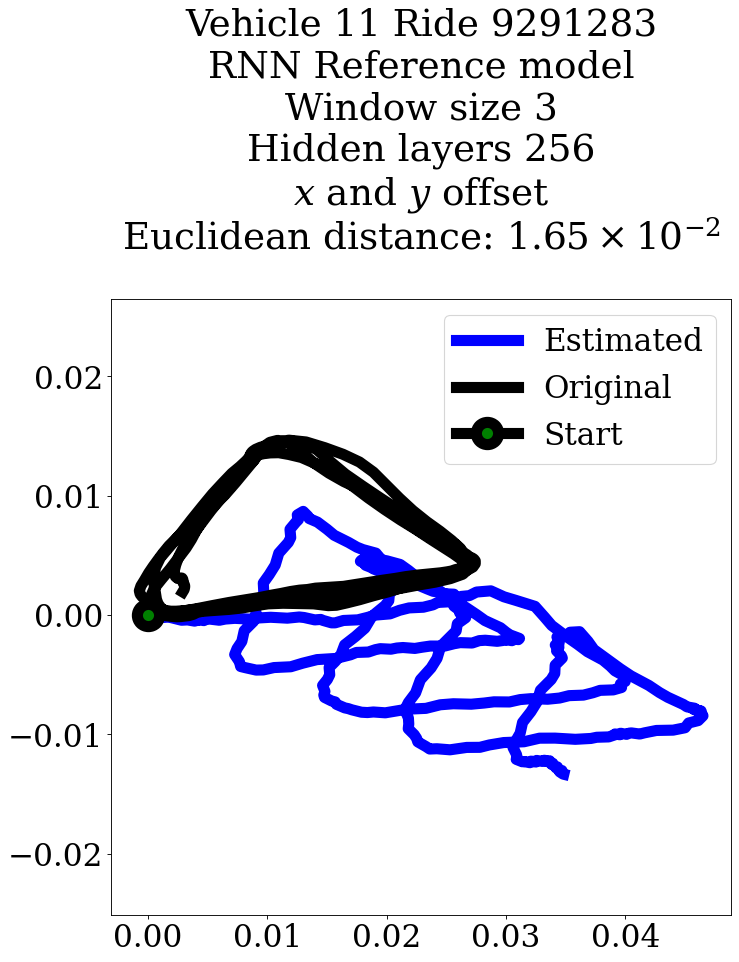 Vehicle 11 Ride 9291283
RNN Reference model
Window size 3
Hidden layers 256
x and y offset
Euclidean distance: 1.65 × 10⁻²
Estimated
Original
Start
0.02
0.01
0.00
−0.01
−0.02
0.00 0.01 0.02 0.03 0.04